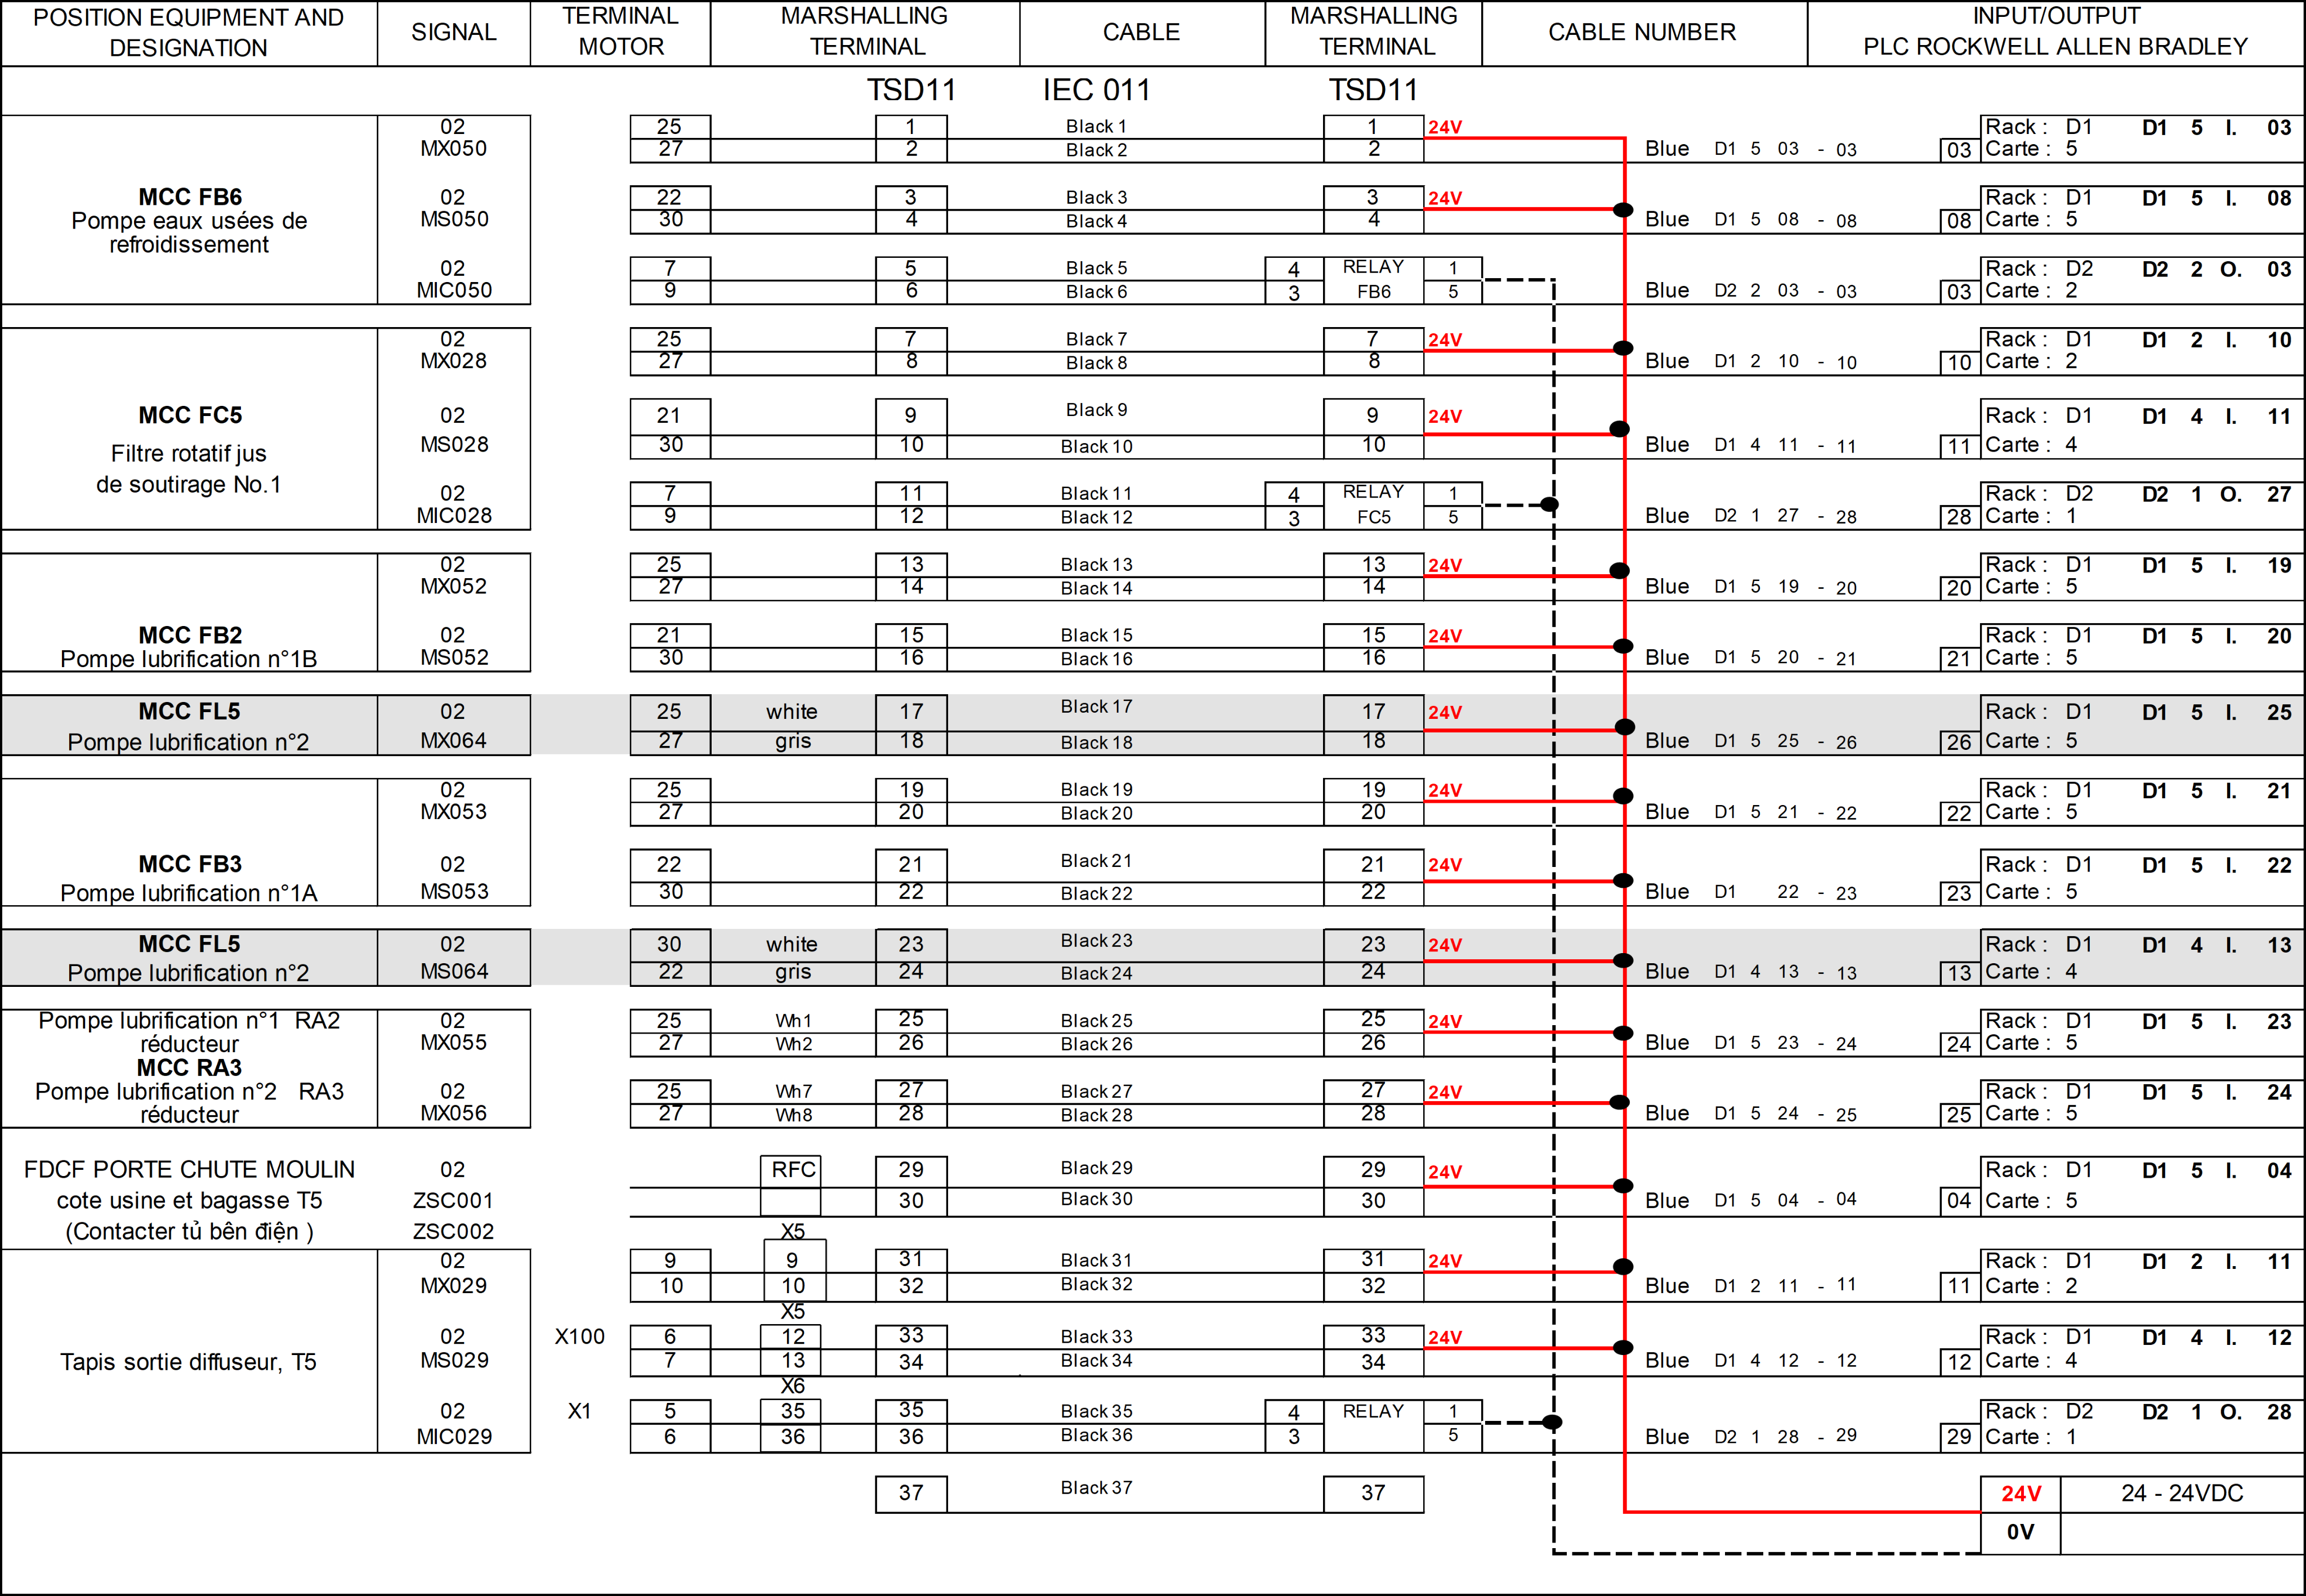 POSITION EQUIPMENT AND DESIGNATION SIGNAL TERMINAL MOTOR MARSHALLING TERMINAL CABLE MARSHALLING TERMINAL CABLE NUMBER INPUT/OUTPUT PLC ROCKWELL ALLEN BRADLEY
TSD11 IEC 011 TSD11
02 25 1 Black 1 1 24V Rack : D1 D1 5 I. 03
MX050 27 2 Black 2 2 Blue D1 5 03 - 03 03 Carte : 5
MCC FB6 02 22 3 Black 3 3 24V Rack : D1 D1 5 I. 08
Pompe eaux usées de MS050 30 4 Black 4 4 Blue D1 5 08 - 08 08 Carte : 5
refroidissement
02 7 5 Black 5 4 RELAY 1 Rack : D2 D2 2 O. 03
MIC050 9 6 Black 6 3 FB6 5 Blue D2 2 03 - 03 03 Carte : 2
02 25 7 Black 7 7 24V Rack : D1 D1 2 I. 10
MX028 27 8 Black 8 8 Blue D1 2 10 - 10 10 Carte : 2
MCC FC5 02 21 9 Black 9 9 24V Rack : D1 D1 4 I. 11
Filtre rotatif jus MS028 30 10 Black 10 10 Blue D1 4 11 - 11 11 Carte : 4
de soutirage No.1
02 7 11 Black 11 4 RELAY 1 Rack : D2 D2 1 O. 27
MIC028 9 12 Black 12 3 FC5 5 Blue D2 1 27 - 28 28 Carte : 1
02 25 13 Black 13 13 24V Rack : D1 D1 5 I. 19
MX052 27 14 Black 14 14 Blue D1 5 19 - 20 20 Carte : 5
MCC FB2 02 21 15 Black 15 15 24V Rack : D1 D1 5 I. 20
Pompe lubrification n°1B MS052 30 16 Black 16 16 Blue D1 5 20 - 21 21 Carte : 5
MCC FL5 02 25 white 17 Black 17 17 24V Rack : D1 D1 5 I. 25
Pompe lubrification n°2 MX064 27 gris 18 Black 18 18 Blue D1 5 25 - 26 26 Carte : 5
02 25 19 Black 19 19 24V Rack : D1 D1 5 I. 21
MX053 27 20 Black 20 20 Blue D1 5 21 - 22 22 Carte : 5
MCC FB3 02 22 21 Black 21 21 24V Rack : D1 D1 5 I. 22
Pompe lubrification n°1A MS053 30 22 Black 22 22 Blue D1 22 - 23 23 Carte : 5
MCC FL5 02 30 white 23 Black 23 23 24V Rack : D1 D1 4 I. 13
Pompe lubrification n°2 MS064 22 gris 24 Black 24 24 Blue D1 4 13 - 13 13 Carte : 4
Pompe lubrification n°1 RA2 02 25 Wh1 25 Black 25 25 24V Rack : D1 D1 5 I. 23
réducteur MX055 27 Wh2 26 Black 26 26 Blue D1 5 23 - 24 24 Carte : 5
MCC RA3
Pompe lubrification n°2 RA3 02 25 Wh7 27 Black 27 27 24V Rack : D1 D1 5 I. 24
réducteur MX056 27 Wh8 28 Black 28 28 Blue D1 5 24 - 25 25 Carte : 5
FDCF PORTE CHUTE MOULIN 02 RFC 29 Black 29 29 24V Rack : D1 D1 5 I. 04
cote usine et bagasse T5 ZSC001 30 Black 30 30 Blue D1 5 04 - 04 04 Carte : 5
(Contacter tủ bên điện ) ZSC002 X5
02 9 9 31 Black 31 31 24V Rack : D1 D1 2 I. 11
MX029 10 10 32 Black 32 32 Blue D1 2 11 - 11 11 Carte : 2
X5
02 X100 6 12 33 Black 33 33 24V Rack : D1 D1 4 I. 12
Tapis sortie diffuseur, T5 MS029 7 13 34 Black 34 34 Blue D1 4 12 - 12 12 Carte : 4
X6
02 X1 5 35 35 Black 35 4 RELAY 1 Rack : D2 D2 1 O. 28
MIC029 6 36 36 Black 36 3 5 Blue D2 1 28 - 29 29 Carte : 1
37 Black 37 37 24V 24 - 24VDC
0V